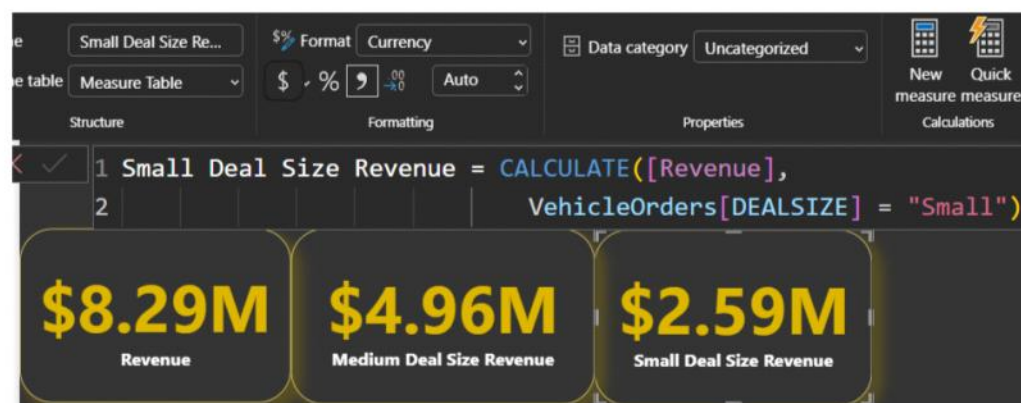 Small Deal Size Re...
$% Format Currency
Data category Uncategorized
e table Measure Table
$ % 9 .00 →0 Auto
New measure
Quick measure
Structure
Formatting
Properties
Calculations
1 Small Deal Size Revenue = CALCULATE([Revenue],
2 VehicleOrders[DEALSIZE] = "Small")
$8.29M
Revenue
$4.96M
Medium Deal Size Revenue
$2.59M
Small Deal Size Revenue